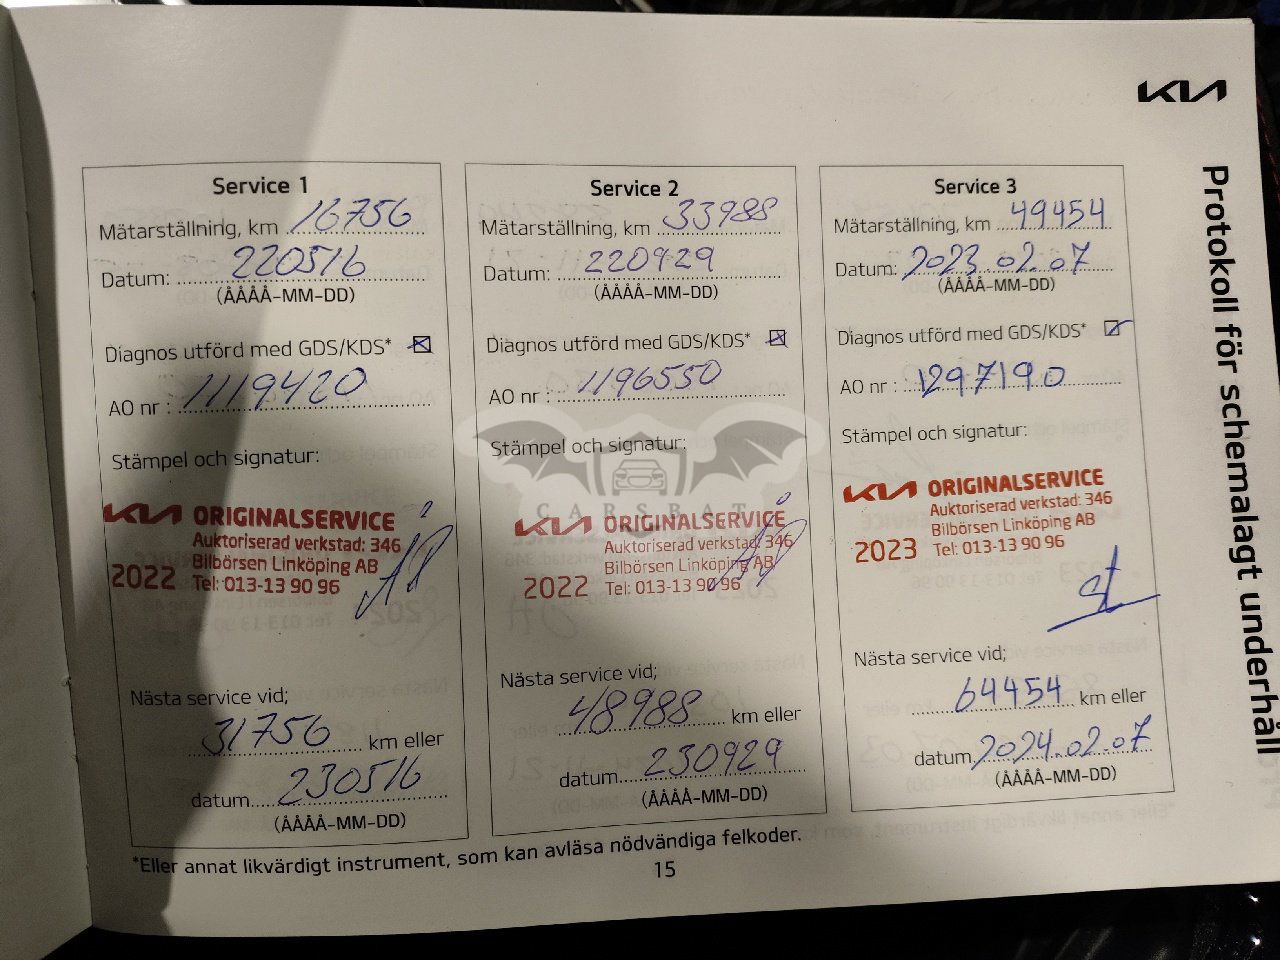 KIA
Protokoll för schemalagt underhåll
Service 1
Mätarställning, km 16756
Datum: 220516
(ÅÅÅÅ-MM-DD)
Diagnos utförd med GDS/KDS*
AO nr : 1119420
Stämpel och signatur:
KIA ORIGINALSERVICE
Auktoriserad verkstad: 346
Bilbörsen Linköping AB
2022 Tel: 013-13 90 96
Nästa service vid;
31756 km eller
datum 230516
(ÅÅÅÅ-MM-DD)
Service 2
Mätarställning, km 33988
Datum: 220929
(ÅÅÅÅ-MM-DD)
Diagnos utförd med GDS/KDS*
AO nr : 1196550
Stämpel och signatur:
CARSBAT
KIA ORIGINALSERVICE
Auktoriserad verkstad: 346
Bilbörsen Linköping AB
2022 Tel: 013-13 90 96
Nästa service vid;
48988 km eller
datum 230929
(ÅÅÅÅ-MM-DD)
Service 3
Mätarställning, km 49454
Datum: 2023.02.07
(ÅÅÅÅ-MM-DD)
Diagnos utförd med GDS/KDS*
AO nr : 1297190
Stämpel och signatur:
KIA ORIGINALSERVICE
Auktoriserad verkstad: 346
Bilbörsen Linköping AB
2023 Tel: 013-13 90 96
Nästa service vid;
64454 km eller
datum 2024.02.07
(ÅÅÅÅ-MM-DD)
*Eller annat likvärdigt instrument, som kan avläsa nödvändiga felkoder.
15